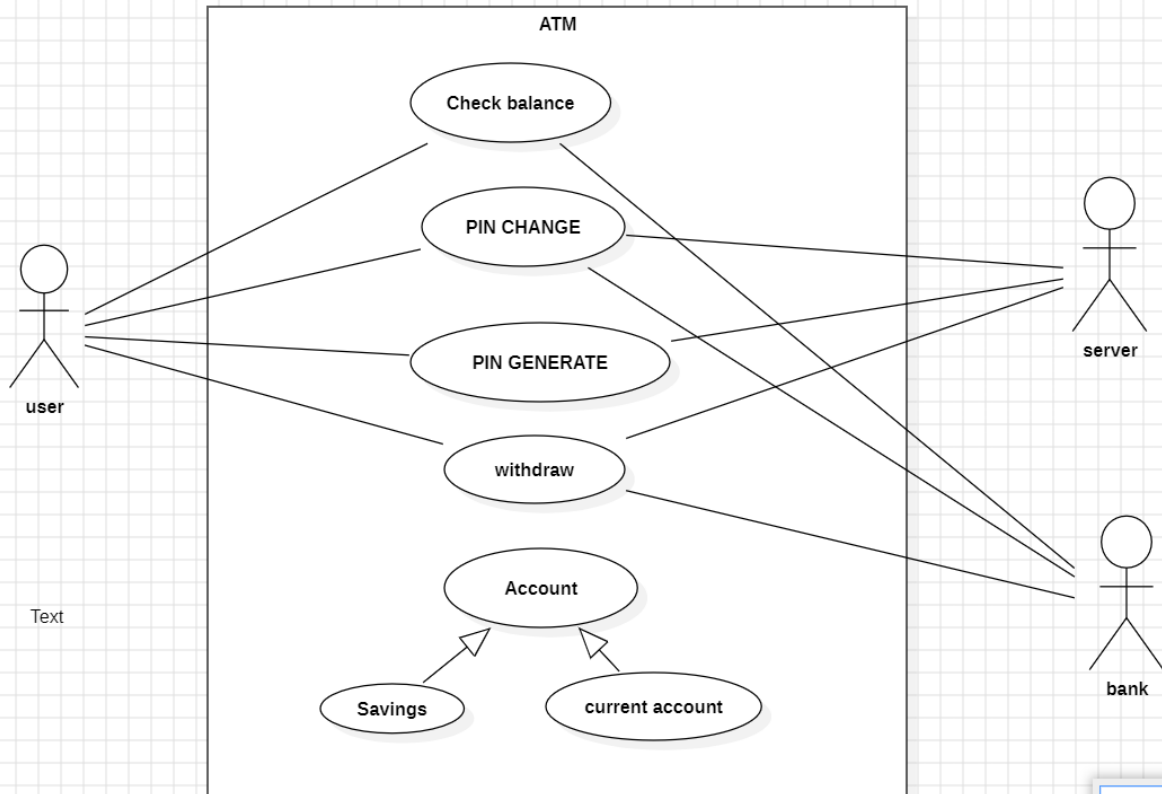 ATM
Check balance
PIN CHANGE
PIN GENERATE
withdraw
Account
Savings
current account
user
server
bank
Text